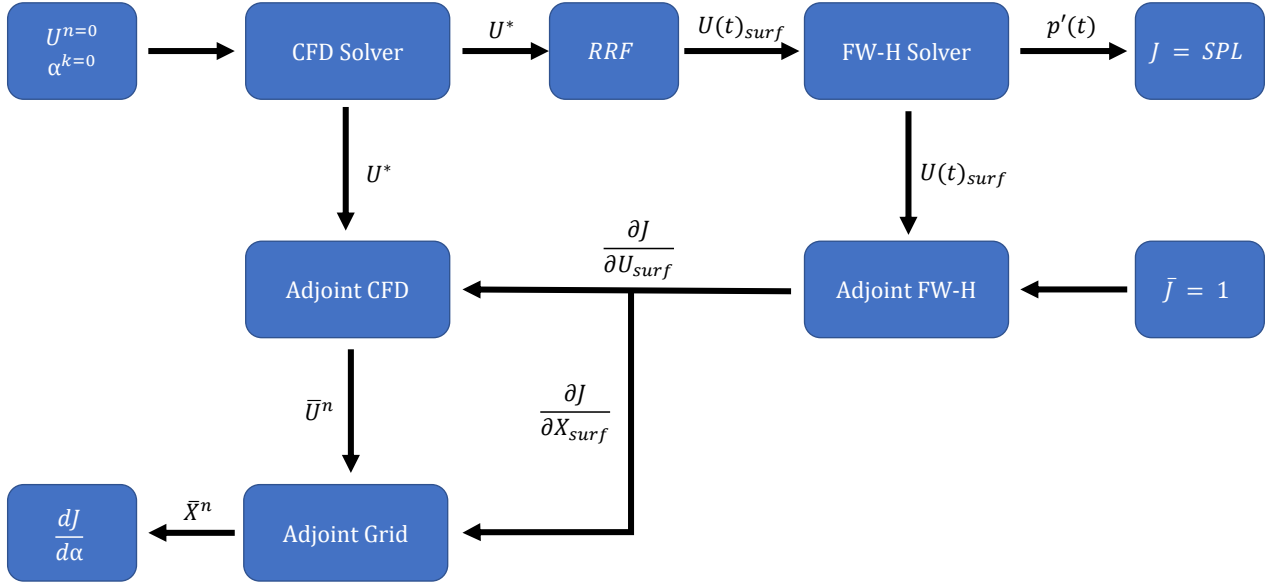 U^{n=0}
α^{k=0}
CFD Solver
U^*
RRF
U(t)_{surf}
FW-H Solver
p'(t)
J = SPL
U^*
U(t)_{surf}
∂J
∂U_{surf}
Adjoint CFD
Adjoint FW-H
J̄ = 1
Ū^n
∂J
∂X_{surf}
X̄^n
dJ
dα
Adjoint Grid